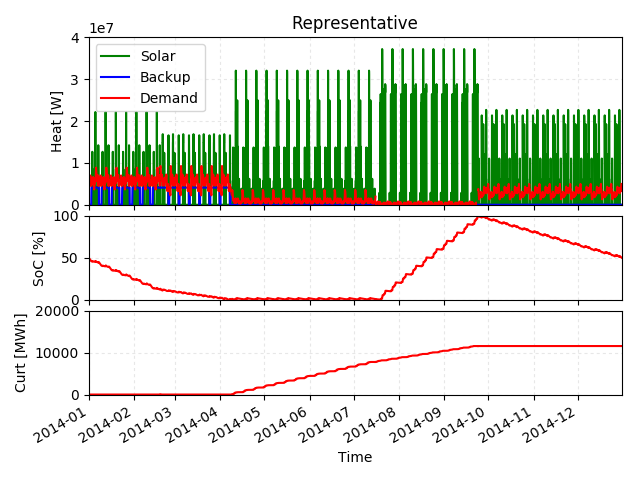 Representative
1e7
4
3
2
1
0
Heat [W]
Solar
Backup
Demand
100
50
0
SoC [%]
20000
10000
0
Curt [MWh]
2014-01
2014-02
2014-03
2014-04
2014-05
2014-06
2014-07
2014-08
2014-09
2014-10
2014-11
2014-12
Time